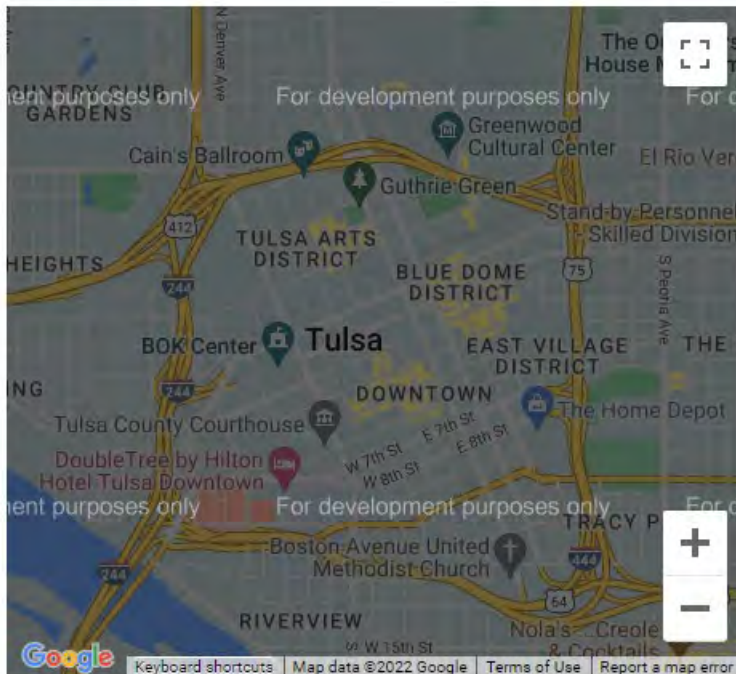 N Denver Ave
The O
House M
COUNTRY CLUB
GARDENS
ment purposes only
For development purposes only
For d
Cain's Ballroom
Greenwood
Cultural Center
El Rio Ver
Guthrie Green
Stand-by Personnel
Skilled Division
412
TULSA ARTS
DISTRICT
HEIGHTS
BLUE DOME
DISTRICT
75
S Peoria Ave
244
BOK Center
Tulsa
EAST VILLAGE
DISTRICT
THE
ING
244
DOWNTOWN
The Home Depot
Tulsa County Courthouse
E 7th St
E 8th St
W 7th St
W 8th St
DoubleTree by Hilton
Hotel Tulsa Downtown
ment purposes only
For development purposes only
For d
TRACY P
+
Boston Avenue United
Methodist Church
244
444
64
−
RIVERVIEW
Nola's...Creole
& Cocktails
W 15th St
Google
Keyboard shortcuts
Map data ©2022 Google
Terms of Use
Report a map error